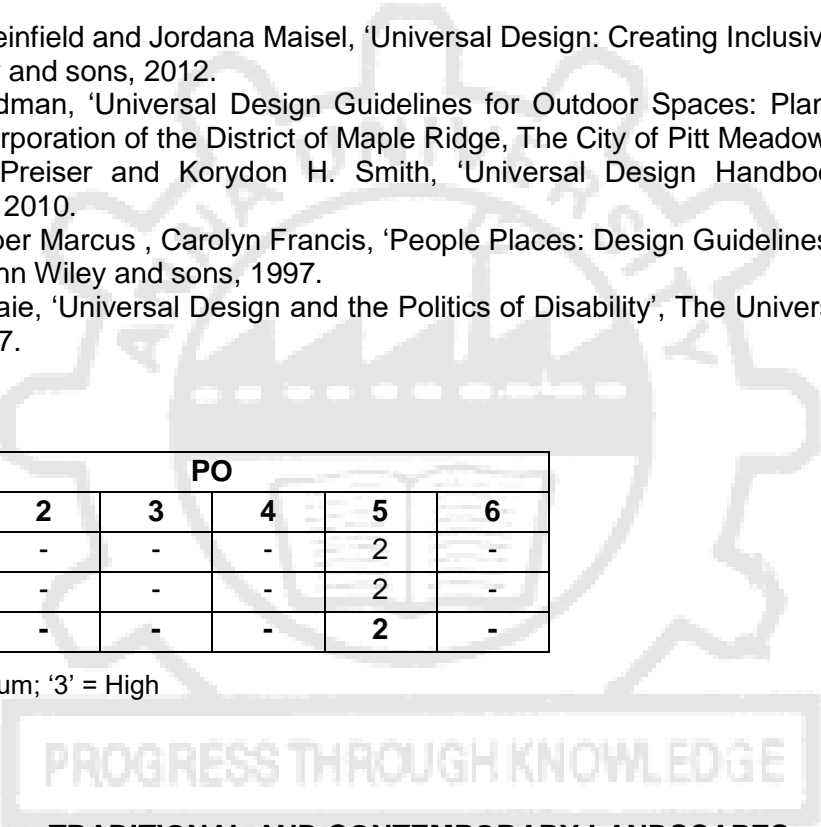 einfield and Jordana Maisel, ‘Universal Design: Creating Inclusiv
and sons, 2012.
dman, ‘Universal Design Guidelines for Outdoor Spaces: Plan
rporation of the District of Maple Ridge, The City of Pitt Meadow
Preiser and Korydon H. Smith, ‘Universal Design Handbo
2010.
per Marcus , Carolyn Francis, ‘People Places: Design Guidelines
hn Wiley and sons, 1997.
aie, ‘Universal Design and the Politics of Disability’, The Univers
7.
PO
2 3 4 5 6
- - - 2 -
- - - 2 -
- - - 2 -
um; ‘3’ = High
PROGRESS THROUGH KNOWLEDGE
TRADITIONAL AND CONTEMPORARY LANDSCAPES